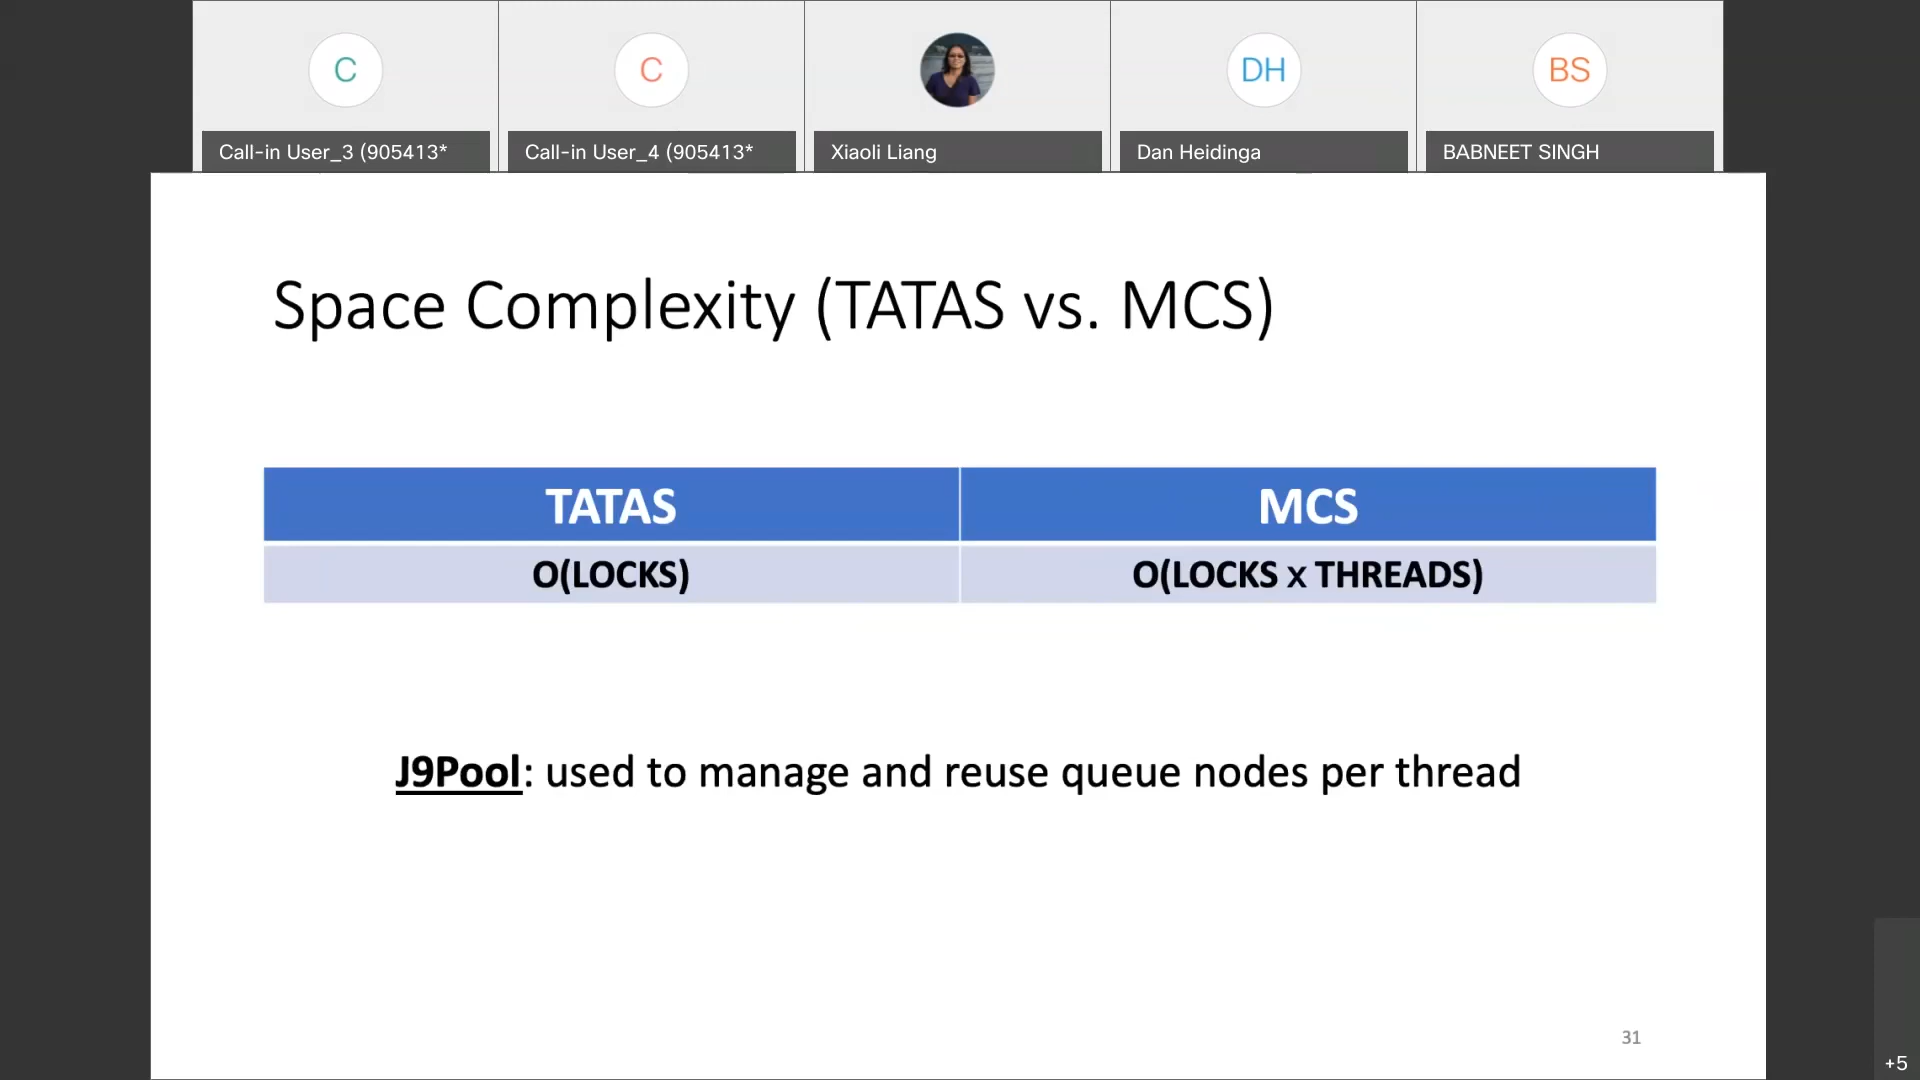 C
C
DH
BS
Call-in User_3 (905413*
Call-in User_4 (905413*
Xiaoli Liang
Dan Heidinga
BABNEET SINGH
Space Complexity (TATAS vs. MCS)
TATAS
MCS
O(LOCKS)
O(LOCKS x THREADS)
J9Pool: used to manage and reuse queue nodes per thread
31
+5